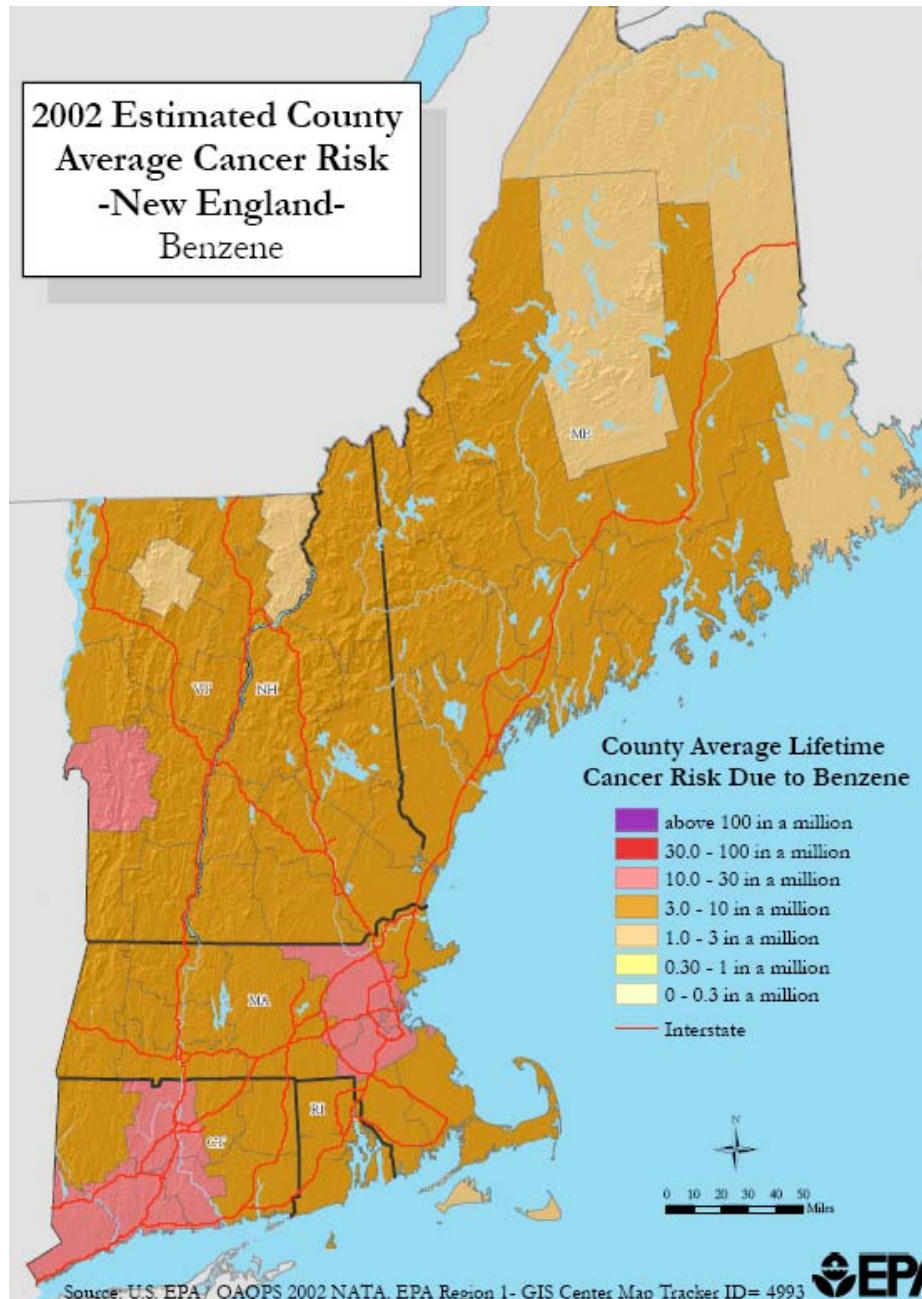 2002 Estimated County
Average Cancer Risk
-New England-
Benzene
ME
VT
NH
County Average Lifetime
Cancer Risk Due to Benzene
above 100 in a million
30.0 - 100 in a million
10.0 - 30 in a million
3.0 - 10 in a million
1.0 - 3 in a million
0.30 - 1 in a million
0 - 0.3 in a million
Interstate
MA
RI
CT
N
0 10 20 30 40 50
Miles
Source: U.S. EPA / OAQPS 2002 NATA, EPA Region 1- GIS Center Map Tracker ID= 4993
EPA